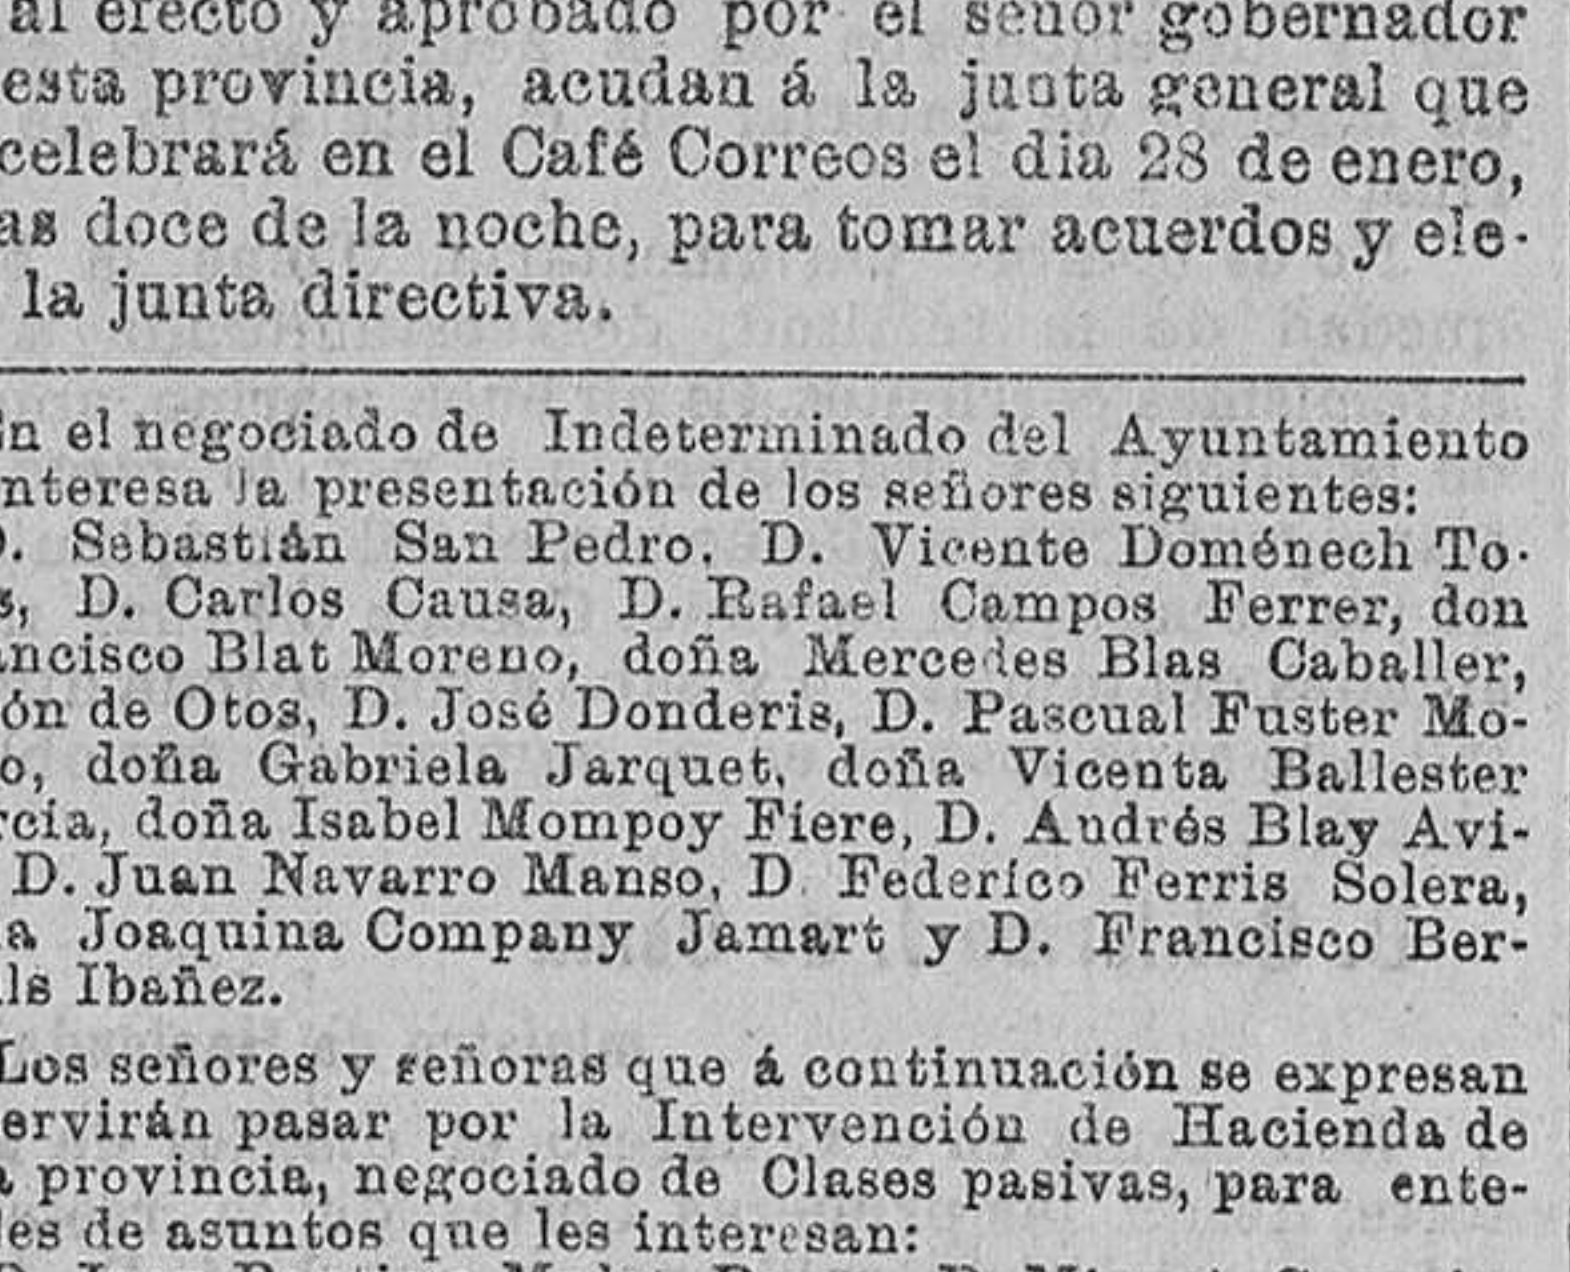 al efecto y aprobado por el señor gobernador
esta provincia, acudan á la junta general que
celebrará en el Café Correos el dia 28 de enero,
as doce de la noche, para tomar acuerdos y ele-
la junta directiva.
n el negociado de Indeterminado del Ayuntamiento
nteresa la presentación de los señores siguientes:
D. Sebastián San Pedro, D. Vicente Doménech To-
s, D. Carlos Causa, D. Rafael Campos Ferrer, don
ancisco Blat Moreno, doña Mercedes Blas Caballer,
ón de Otos, D. José Donderis, D. Pascual Fuster Mo-
o, doña Gabriela Jarquet, doña Vicenta Ballester
rcía, doña Isabel Mompoy Fiere, D. Andrés Blay Avi-
D. Juan Navarro Manso, D. Federíco Ferris Solera,
a Joaquina Company Jamart y D. Francisco Ber-
ls Ibañez.
Los señores y señoras que á continuación se expresan
ervirán pasar por la Intervención de Hacienda de
a provincia, negociado de Clases pasivas, para ente-
les de asuntos que les interesan: